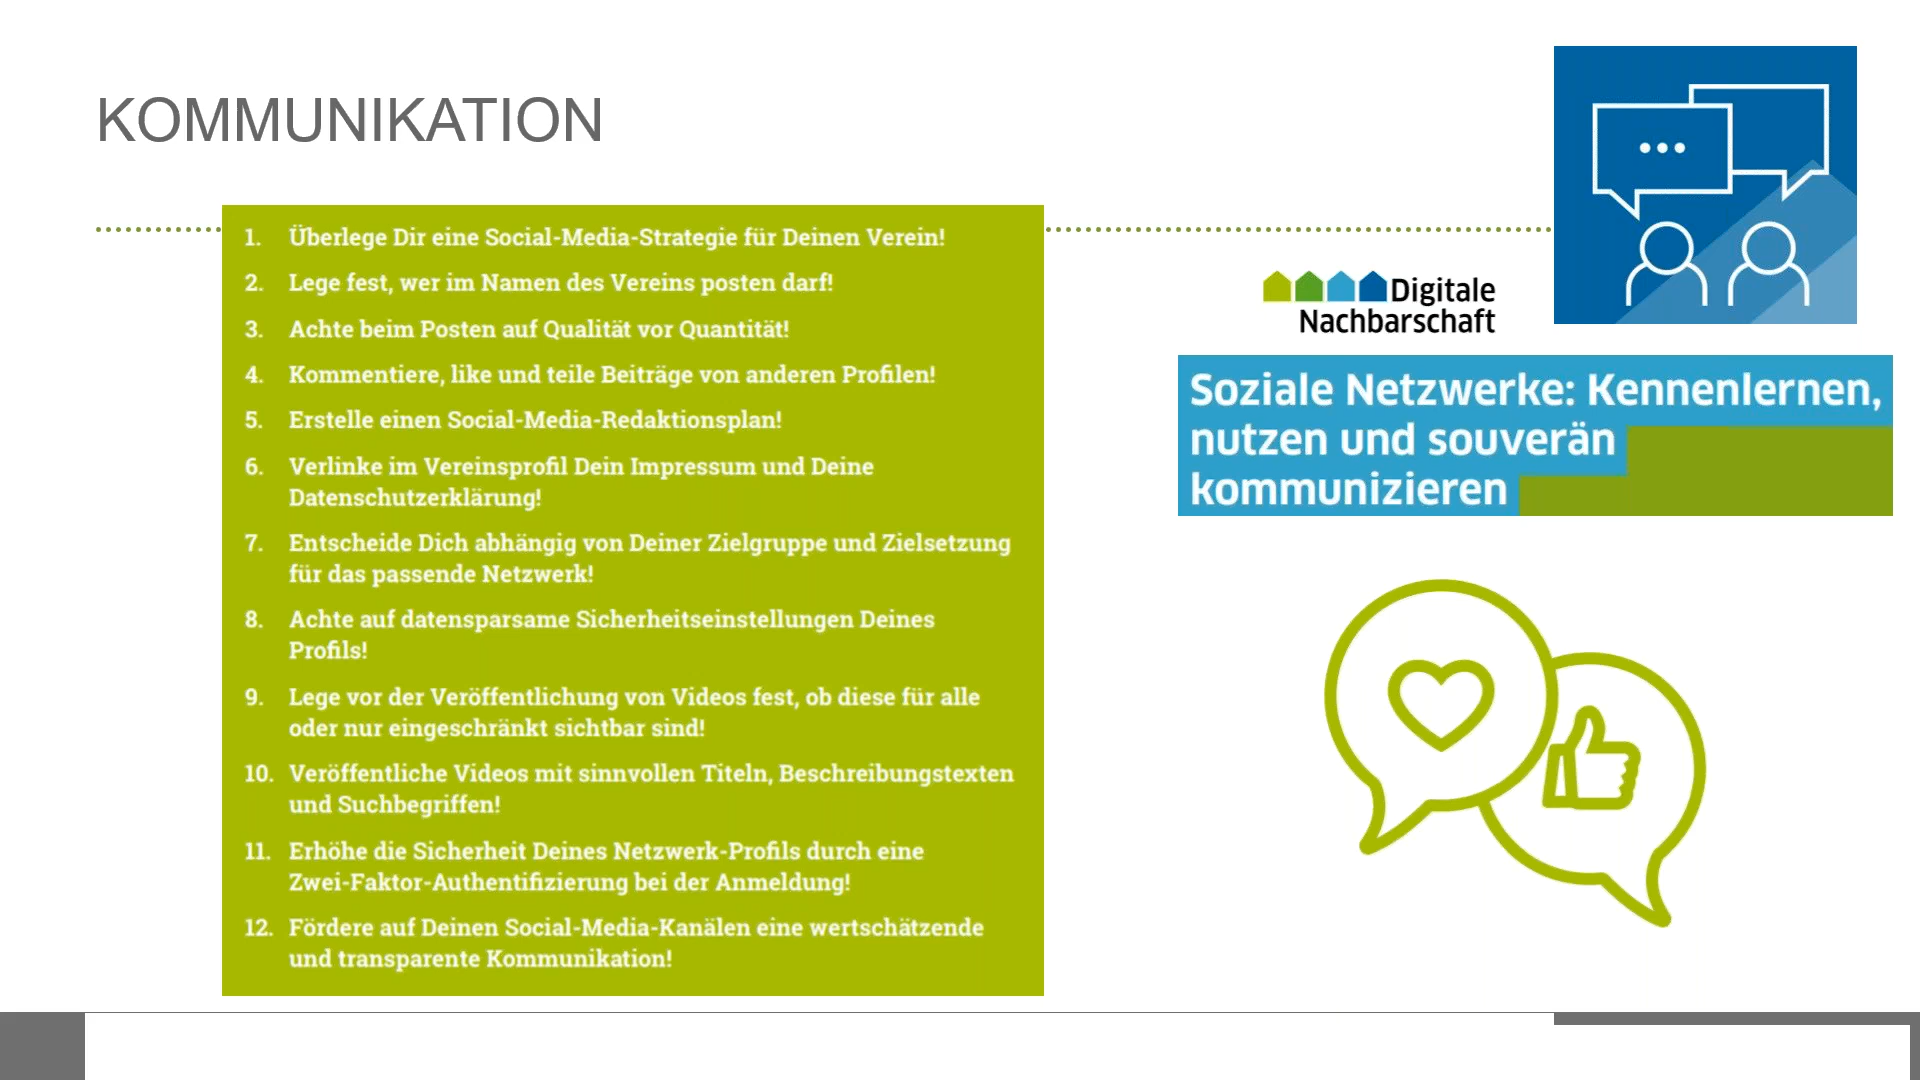 KOMMUNIKATION
1. Überlege Dir eine Social-Media-Strategie für Deinen Verein!
2. Lege fest, wer im Namen des Vereins posten darf!
3. Achte beim Posten auf Qualität vor Quantität!
4. Kommentiere, like und teile Beiträge von anderen Profilen!
5. Erstelle einen Social-Media-Redaktionsplan!
6. Verlinke im Vereinsprofil Dein Impressum und Deine
Datenschutzerklärung!
7. Entscheide Dich abhängig von Deiner Zielgruppe und Zielsetzung
für das passende Netzwerk!
8. Achte auf datensparsame Sicherheitseinstellungen Deines
Profils!
9. Lege vor der Veröffentlichung von Videos fest, ob diese für alle
oder nur eingeschränkt sichtbar sind!
10. Veröffentliche Videos mit sinnvollen Titeln, Beschreibungstexten
und Suchbegriffen!
11. Erhöhe die Sicherheit Deines Netzwerk-Profils durch eine
Zwei-Faktor-Authentifizierung bei der Anmeldung!
12. Fördere auf Deinen Social-Media-Kanälen eine wertschätzende
und transparente Kommunikation!
Digitale
Nachbarschaft
Soziale Netzwerke: Kennenlernen,
nutzen und souverän
kommunizieren